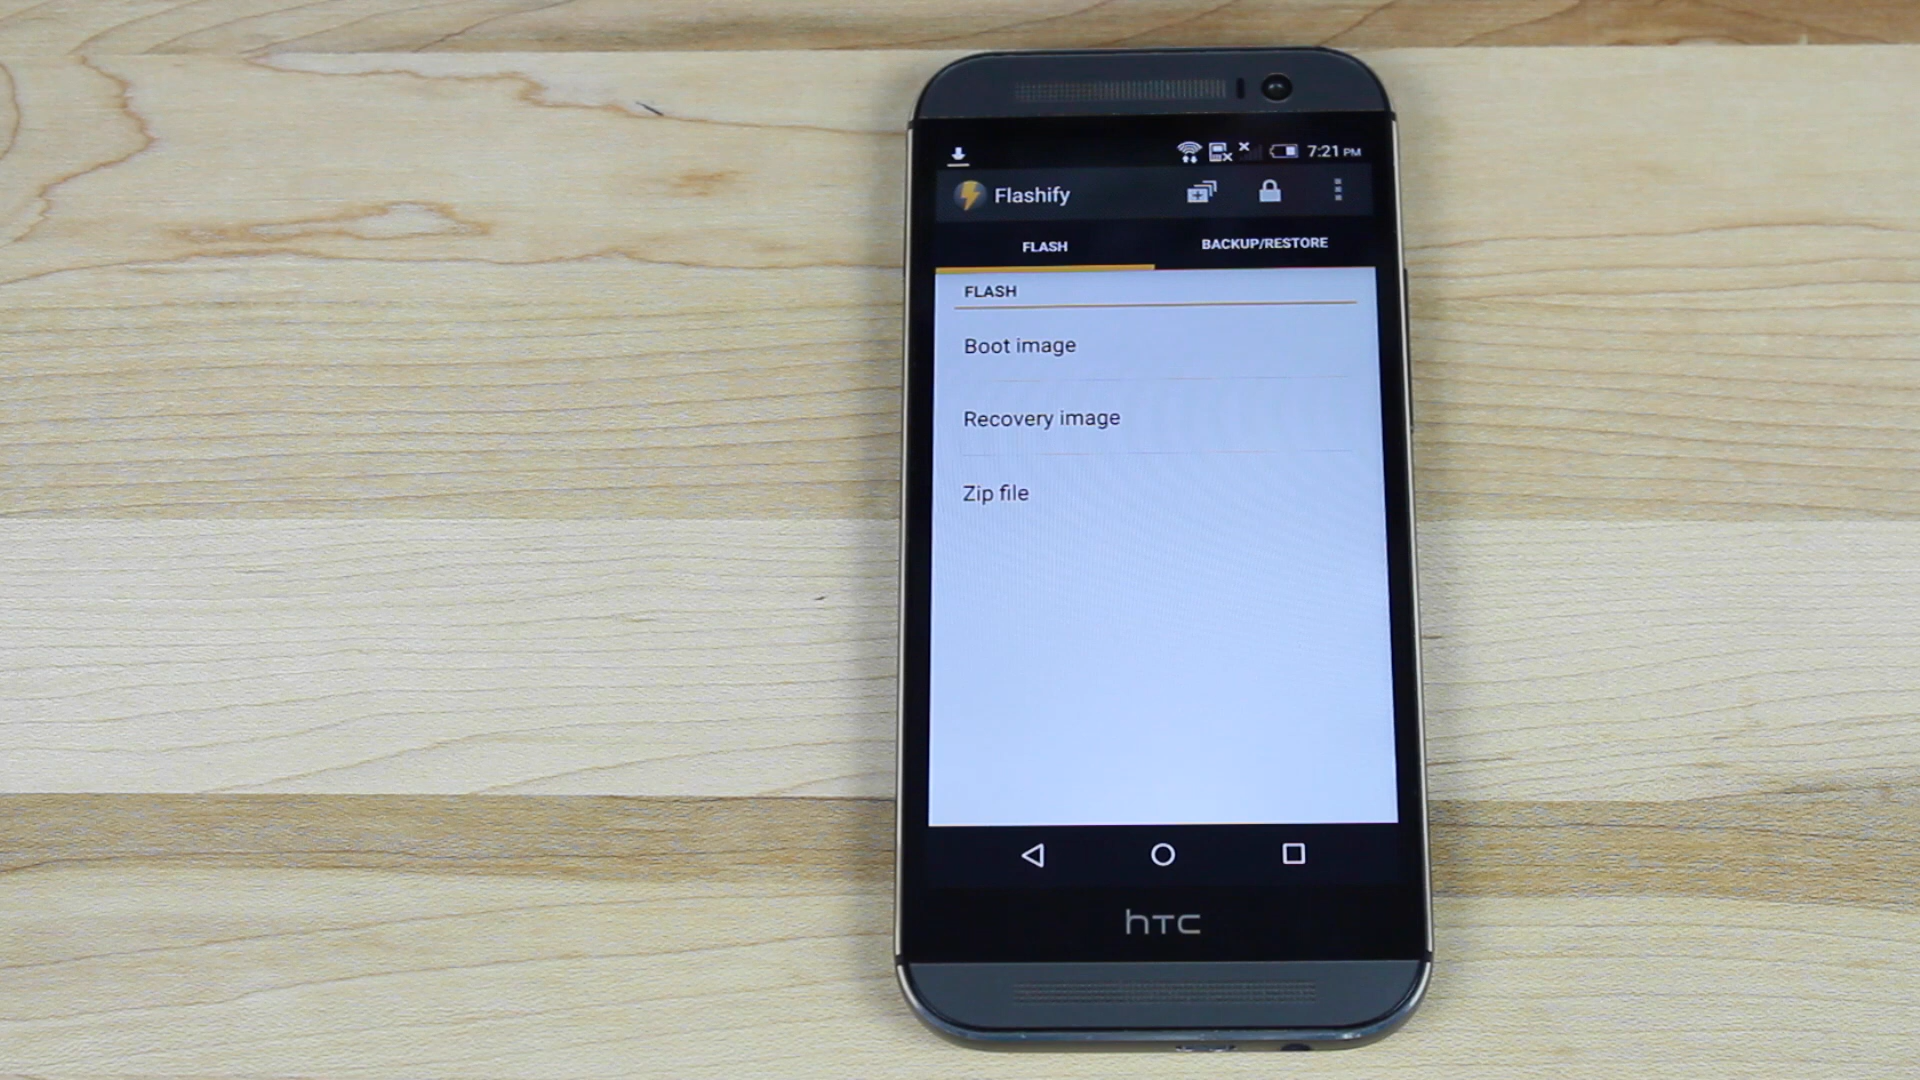 7:21 PM
Flashify
FLASH
BACKUP/RESTORE
FLASH
Boot image
Recovery image
Zip file
hTC